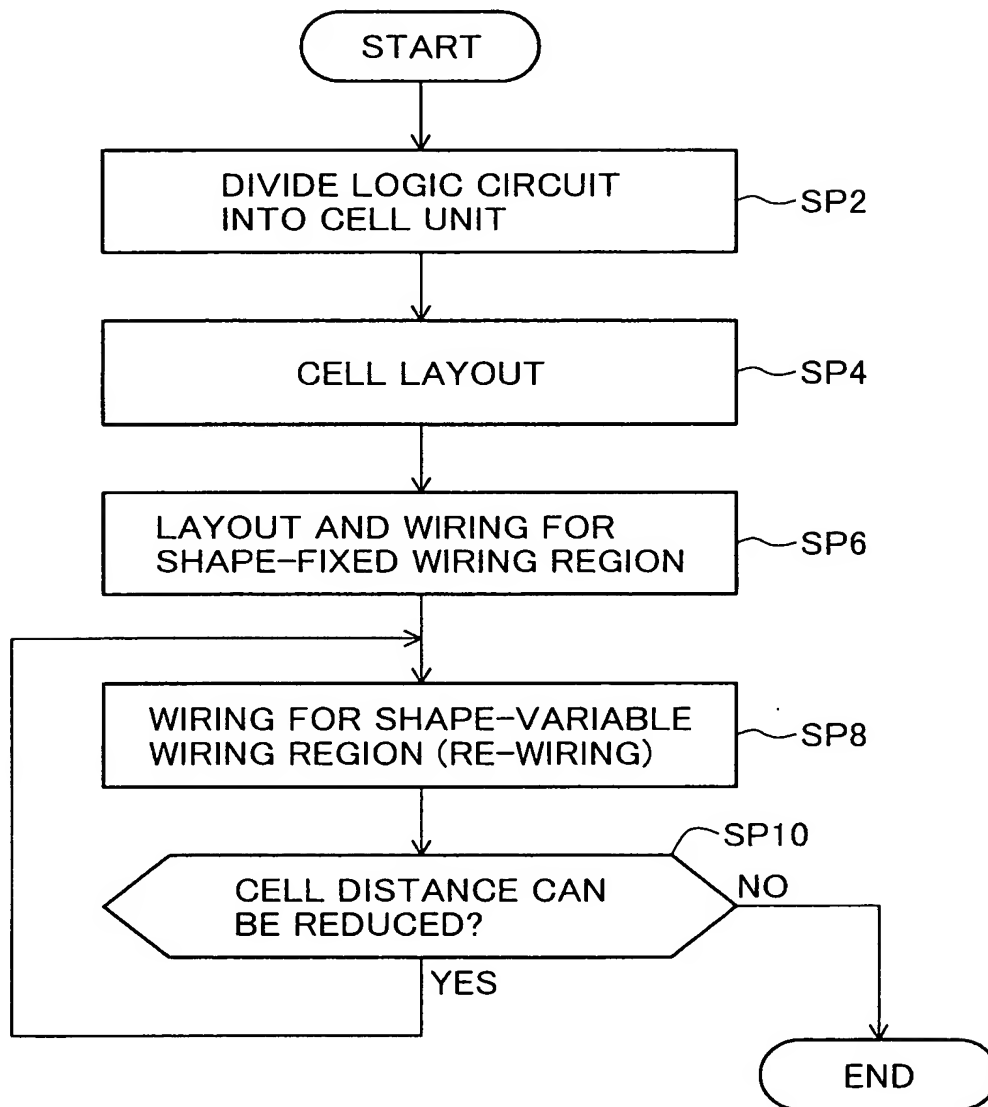 START
DIVIDE LOGIC CIRCUIT
INTO CELL UNIT
SP2
CELL LAYOUT
SP4
LAYOUT AND WIRING FOR
SHAPE-FIXED WIRING REGION
SP6
WIRING FOR SHAPE-VARIABLE
WIRING REGION (RE-WIRING)
SP8
SP10
CELL DISTANCE CAN
BE REDUCED?
NO
YES
END